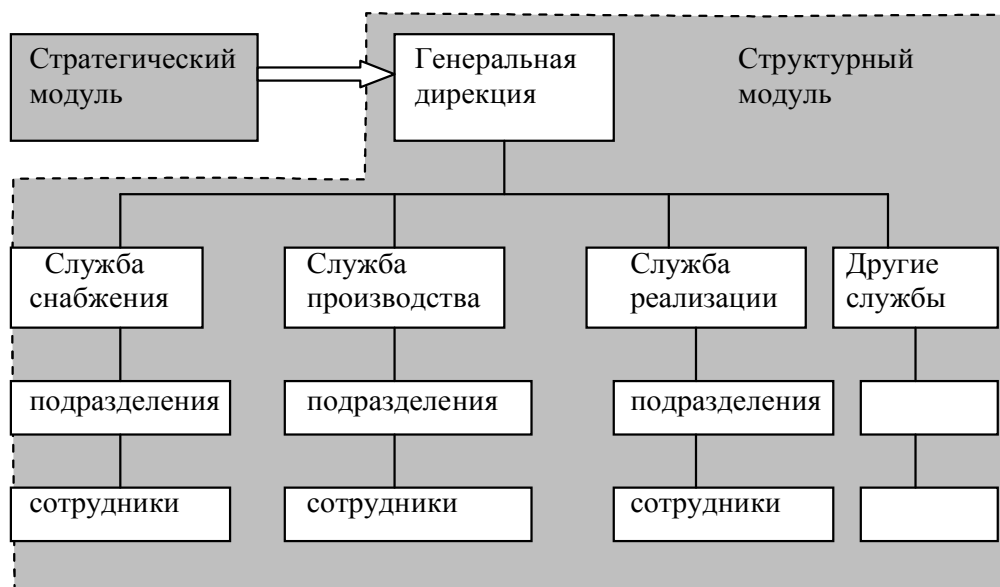 Стратегический
модуль
Генеральная
дирекция
Структурный
модуль
Служба
снабжения
Служба
производства
Служба
реализации
Другие
службы
подразделения
подразделения
подразделения
сотрудники
сотрудники
сотрудники